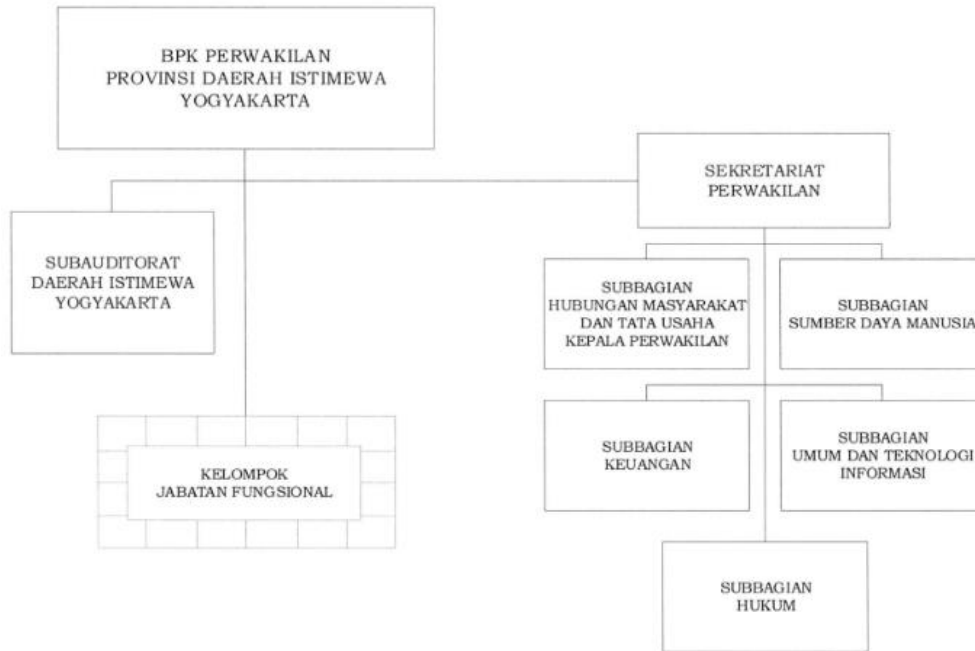 BPK PERWAKILAN
PROVINSI DAERAH ISTIMEWA
YOGYAKARTA
SEKRETARIAT
PERWAKILAN
SUBAUDITORAT
DAERAH ISTIMEWA
YOGYAKARTA
SUBBAGIAN
HUBUNGAN MASYARAKAT
DAN TATA USAHA
KEPALA PERWAKILAN
SUBBAGIAN
SUMBER DAYA MANUSIA
SUBBAGIAN
KEUANGAN
SUBBAGIAN
UMUM DAN TEKNOLOGI
INFORMASI
KELOMPOK
JABATAN FUNGSIONAL
SUBBAGIAN
HUKUM